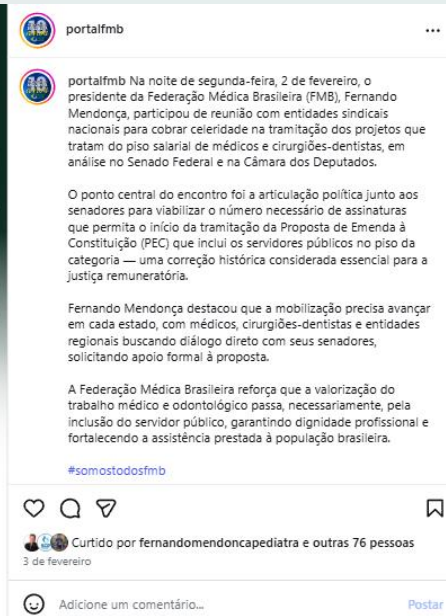 portalfmb
portalfmb Na noite de segunda-feira, 2 de fevereiro, o
presidente da Federação Médica Brasileira (FMB), Fernando
Mendonça, participou de reunião com entidades sindicais
nacionais para cobrar celeridade na tramitação dos projetos que
tratam do piso salarial de médicos e cirurgiões-dentistas, em
análise no Senado Federal e na Câmara dos Deputados.
O ponto central do encontro foi a articulação política junto aos
senadores para viabilizar o número necessário de assinaturas
que permita o início da tramitação da Proposta de Emenda à
Constituição (PEC) que inclui os servidores públicos no piso da
categoria — uma correção histórica considerada essencial para a
justiça remuneratória.
Fernando Mendonça destacou que a mobilização precisa avançar
em cada estado, com médicos, cirurgiões-dentistas e entidades
regionais buscando diálogo direto com seus senadores,
solicitando apoio formal à proposta.
A Federação Médica Brasileira reforça que a valorização do
trabalho médico e odontológico passa, necessariamente, pela
inclusão do servidor público, garantindo dignidade profissional e
fortalecendo a assistência prestada à população brasileira.
#somostodosfmb
Curtido por fernandomendoncapediatra e outras 76 pessoas
3 de fevereiro
Adicione um comentário... Postar